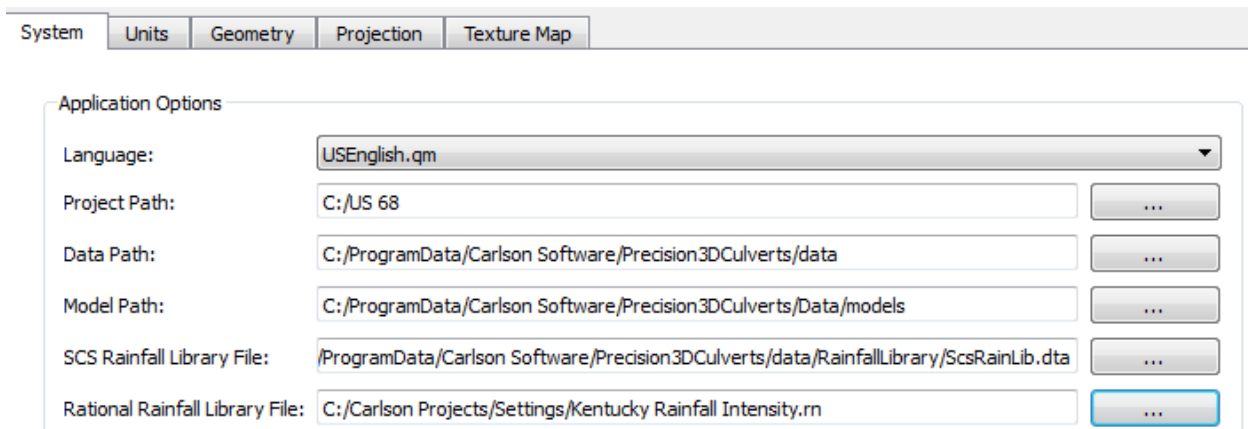 System Units Geometry Projection Texture Map
Application Options
Language: USEnglish.qm
Project Path: C:/US 68 ...
Data Path: C:/ProgramData/Carlson Software/Precision3DCulverts/data ...
Model Path: C:/ProgramData/Carlson Software/Precision3DCulverts/Data/models ...
SCS Rainfall Library File: /ProgramData/Carlson Software/Precision3DCulverts/data/RainfallLibrary/ScsRainLib.dta ...
Rational Rainfall Library File: C:/Carlson Projects/Settings/Kentucky Rainfall Intensity.rn ...